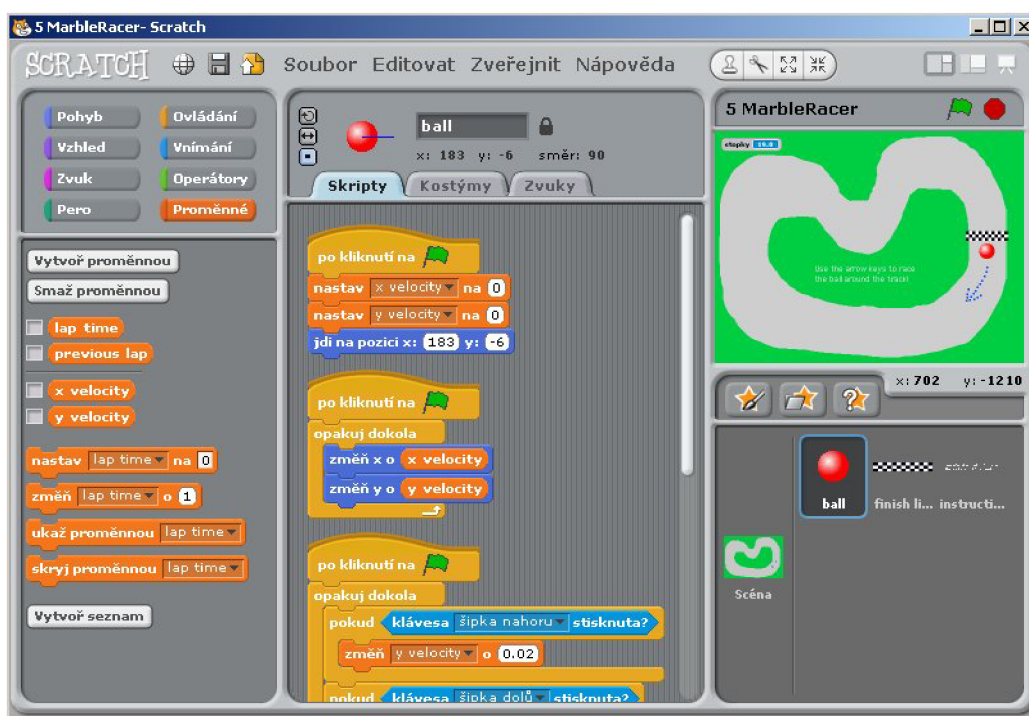 5 MarbleRacer- Scratch
SCRATCH Soubor Editovat Zveřejnit Nápověda
Pohyb Ovládání
Vzhled Vnímání
Zvuk Operátory
Pero Proměnné
Vytvoř proměnnou
Smaž proměnnou
lap time
previous lap
x velocity
y velocity
nastav lap time na 0
změň lap time o 1
ukaž proměnnou lap time
skryj proměnnou lap time
Vytvoř seznam
ball
x: 183 y: -6 směr: 90
Skripty Kostýmy Zvuky
po kliknutí na
nastav x velocity na 0
nastav y velocity na 0
jdi na pozici x: 183 y: -6
po kliknutí na
opakuj dokola
změň x o x velocity
změň y o y velocity
po kliknutí na
opakuj dokola
pokud klávesa šipka nahoru stisknuta?
změň y velocity o 0.02
pokud klávesa šipka dolů stisknuta?
5 MarbleRacer
stopky
Use the arrow keys to race
the ball around the track!
x: 702 y: -1210
ball finish li... instructi...
Scéna